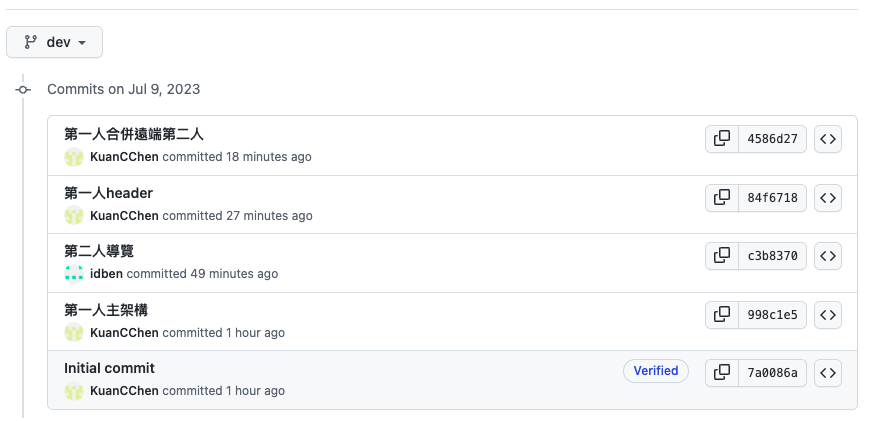 dev
Commits on Jul 9, 2023
第一人合併遠端第二人
4586d27
KuanCChen committed 18 minutes ago
第一人header
84f6718
KuanCChen committed 27 minutes ago
第二人導覽
c3b8370
idben committed 49 minutes ago
第一人主架構
998c1e5
KuanCChen committed 1 hour ago
Initial commit
Verified
7a0086a
KuanCChen committed 1 hour ago